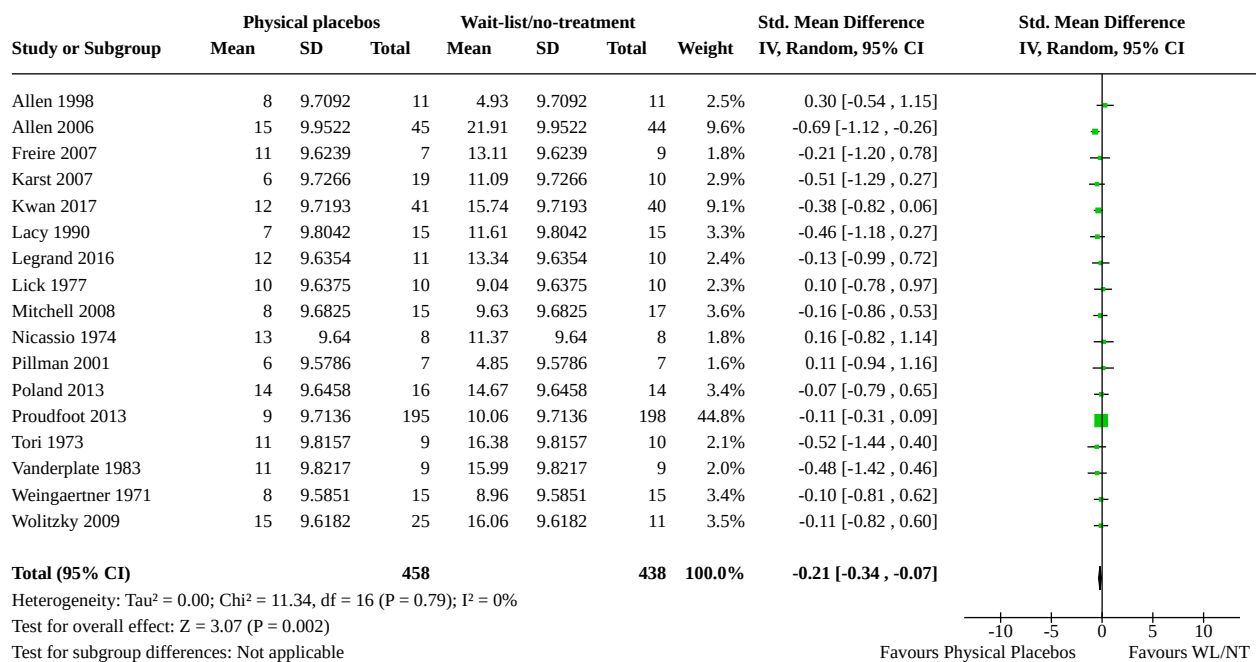 Physical placebos Wait-list/no-treatment Std. Mean Difference Std. Mean Difference
Study or Subgroup Mean SD Total Mean SD Total Weight IV, Random, 95% CI IV, Random, 95% CI
Allen 1998 8 9.7092 11 4.93 9.7092 11 2.5% 0.30 [-0.54 , 1.15]
Allen 2006 15 9.9522 45 21.91 9.9522 44 9.6% -0.69 [-1.12 , -0.26]
Freire 2007 11 9.6239 7 13.11 9.6239 9 1.8% -0.21 [-1.20 , 0.78]
Karst 2007 6 9.7266 19 11.09 9.7266 10 2.9% -0.51 [-1.29 , 0.27]
Kwan 2017 12 9.7193 41 15.74 9.7193 40 9.1% -0.38 [-0.82 , 0.06]
Lacy 1990 7 9.8042 15 11.61 9.8042 15 3.3% -0.46 [-1.18 , 0.27]
Legrand 2016 12 9.6354 11 13.34 9.6354 10 2.4% -0.13 [-0.99 , 0.72]
Lick 1977 10 9.6375 10 9.04 9.6375 10 2.3% 0.10 [-0.78 , 0.97]
Mitchell 2008 8 9.6825 15 9.63 9.6825 17 3.6% -0.16 [-0.86 , 0.53]
Nicassio 1974 13 9.64 8 11.37 9.64 8 1.8% 0.16 [-0.82 , 1.14]
Pillman 2001 6 9.5786 7 4.85 9.5786 7 1.6% 0.11 [-0.94 , 1.16]
Poland 2013 14 9.6458 16 14.67 9.6458 14 3.4% -0.07 [-0.79 , 0.65]
Proudfoot 2013 9 9.7136 195 10.06 9.7136 198 44.8% -0.11 [-0.31 , 0.09]
Tori 1973 11 9.8157 9 16.38 9.8157 10 2.1% -0.52 [-1.44 , 0.40]
Vanderplate 1983 11 9.8217 9 15.99 9.8217 9 2.0% -0.48 [-1.42 , 0.46]
Weingaertner 1971 8 9.5851 15 8.96 9.5851 15 3.4% -0.10 [-0.81 , 0.62]
Wolitzky 2009 15 9.6182 25 16.06 9.6182 11 3.5% -0.11 [-0.82 , 0.60]
Total (95% CI) 458 438 100.0% -0.21 [-0.34 , -0.07]
Heterogeneity: Tau² = 0.00; Chi² = 11.34, df = 16 (P = 0.79); I² = 0%
Test for overall effect: Z = 3.07 (P = 0.002)
-10 -5 0 5 10
Test for subgroup differences: Not applicable Favours Physical Placebos Favours WL/NT